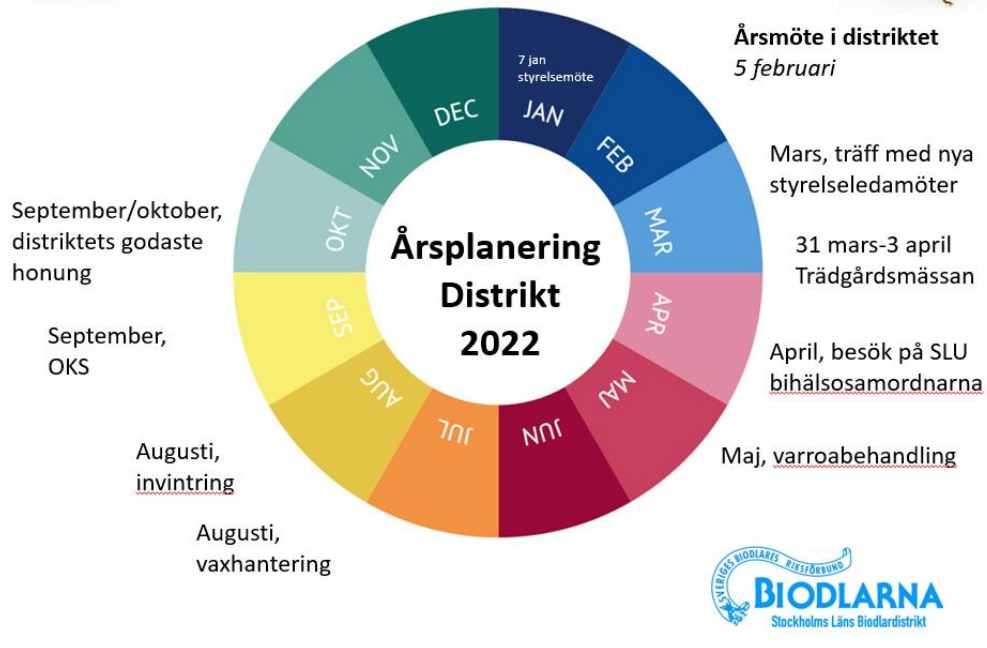 Årsplanering
Distrikt
2022
7 jan
styrelsemöte
JAN
FEB
MAR
APR
MAJ
JUN
JUL
AUG
SEP
OKT
NOV
DEC
Årsmöte i distriktet
5 februari
Mars, träff med nya
styrelseledamöter
31 mars-3 april
Trädgårdsmässan
April, besök på SLU
bihälsosamordnarna
Maj, varroabehandling
Augusti,
vaxhantering
Augusti,
invintring
September,
OKS
September/oktober,
distriktets godaste
honung
SVERIGES BIODLARES RIKSFÖRBUND
BIODLARNA
Stockholms Läns Biodlardistrikt